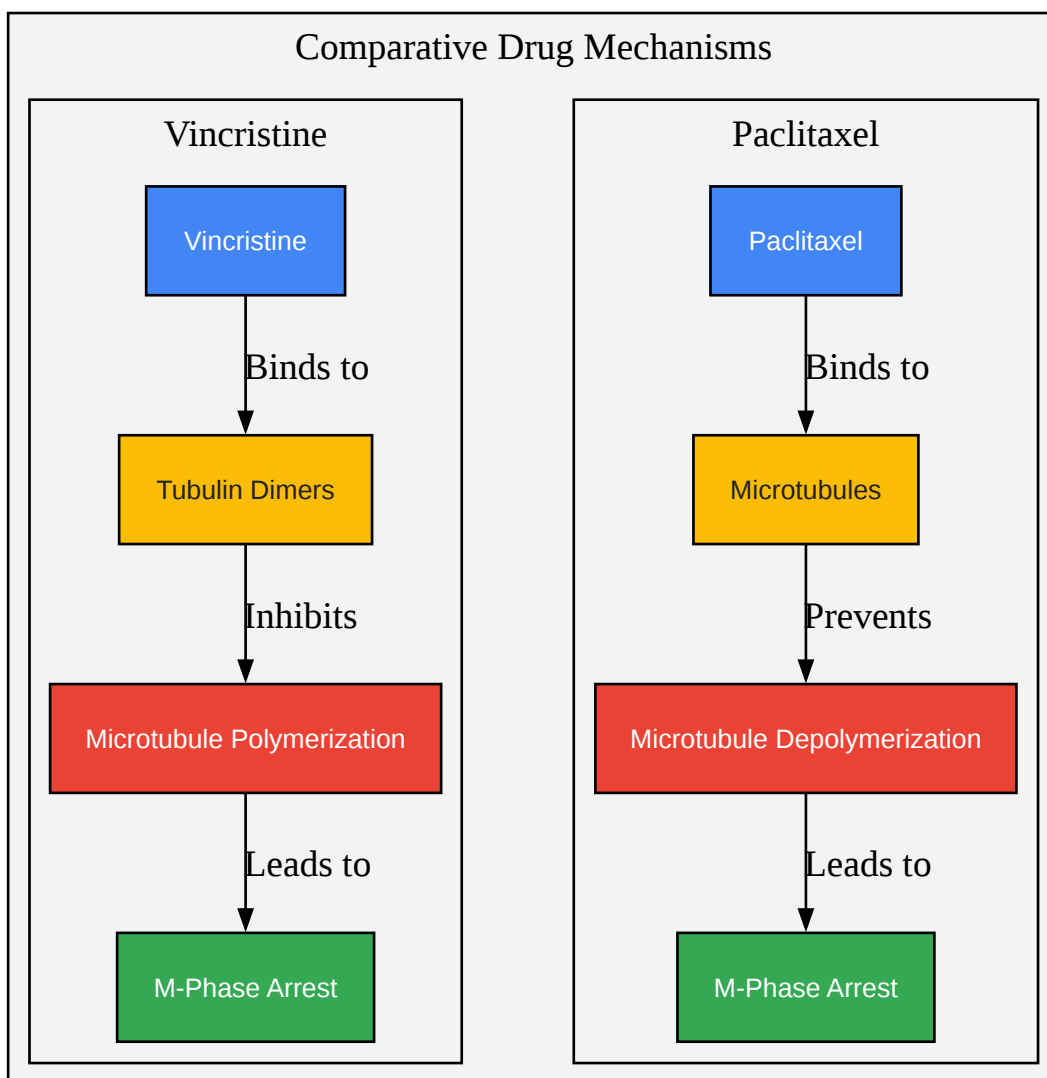 Comparative Drug Mechanisms
Vincristine
Vincristine
Binds to
Tubulin Dimers
Inhibits
Microtubule Polymerization
Leads to
M-Phase Arrest
Paclitaxel
Paclitaxel
Binds to
Microtubules
Prevents
Microtubule Depolymerization
Leads to
M-Phase Arrest